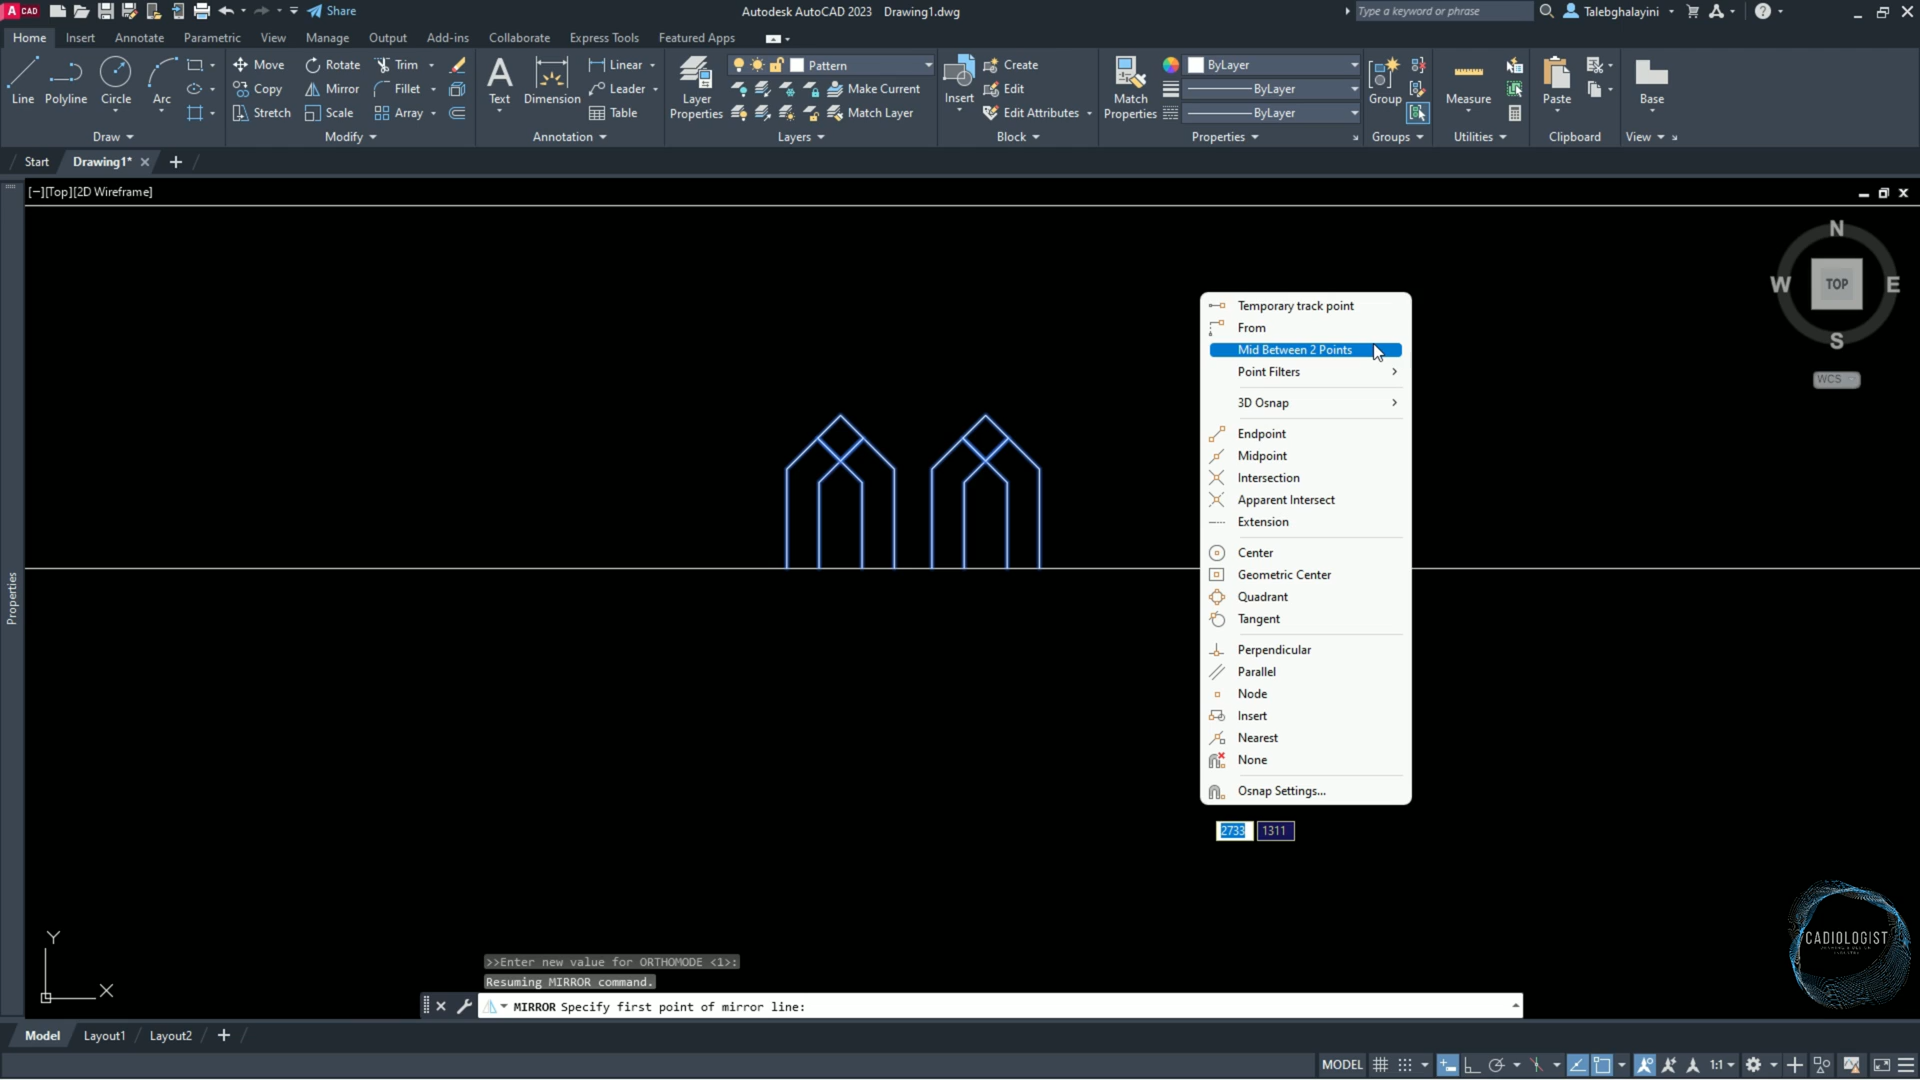 A CAD
Share
Autodesk AutoCAD 2023 Drawing1.dwg
Type a keyword or phrase
Talebghalayini
Home Insert Annotate Parametric View Manage Output Add-ins Collaborate Express Tools Featured Apps
Line
Polyline
Circle
Arc
Draw
Move
Rotate
Trim
Copy
Mirror
Fillet
Stretch
Scale
Array
Modify
Text
Dimension
Linear
Leader
Table
Annotation
Layer
Properties
Pattern
Make Current
Match Layer
Layers
Insert
Create
Edit
Edit Attributes
Block
Match
Properties
ByLayer
ByLayer
ByLayer
Properties
Group
Groups
Measure
Utilities
Paste
Clipboard
Base
View
Start
Drawing1*
[−][Top][2D Wireframe]
N
W
TOP
E
S
WCS
Properties
Temporary track point
From
Mid Between 2 Points
Point Filters
3D Osnap
Endpoint
Midpoint
Intersection
Apparent Intersect
Extension
Center
Geometric Center
Quadrant
Tangent
Perpendicular
Parallel
Node
Insert
Nearest
None
Osnap Settings...
2733 1311
Y
X
CADIOLOGIST
>>Enter new value for ORTHOMODE <1>:
Resuming MIRROR command.
MIRROR Specify first point of mirror line:
Model Layout1 Layout2
MODEL
1:1